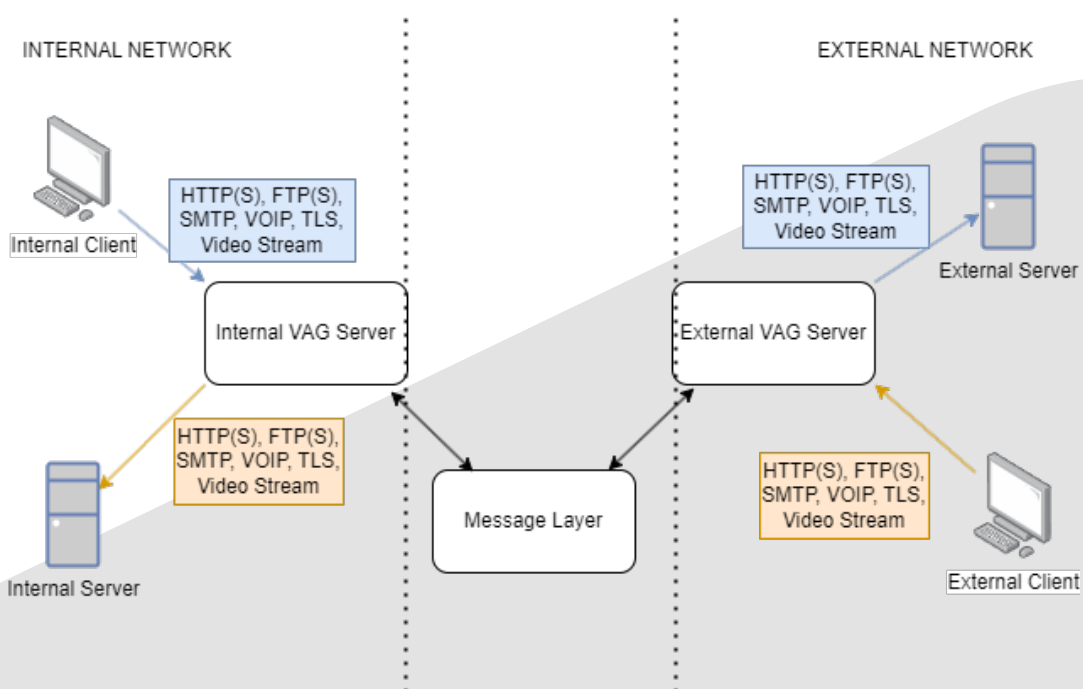 INTERNAL NETWORK
EXTERNAL NETWORK
HTTP(S), FTP(S),
SMTP, VOIP, TLS,
Video Stream
Internal Client
HTTP(S), FTP(S),
SMTP, VOIP, TLS,
Video Stream
External Server
Internal VAG Server
External VAG Server
HTTP(S), FTP(S),
SMTP, VOIP, TLS,
Video Stream
Internal Server
Message Layer
HTTP(S), FTP(S),
SMTP, VOIP, TLS,
Video Stream
External Client